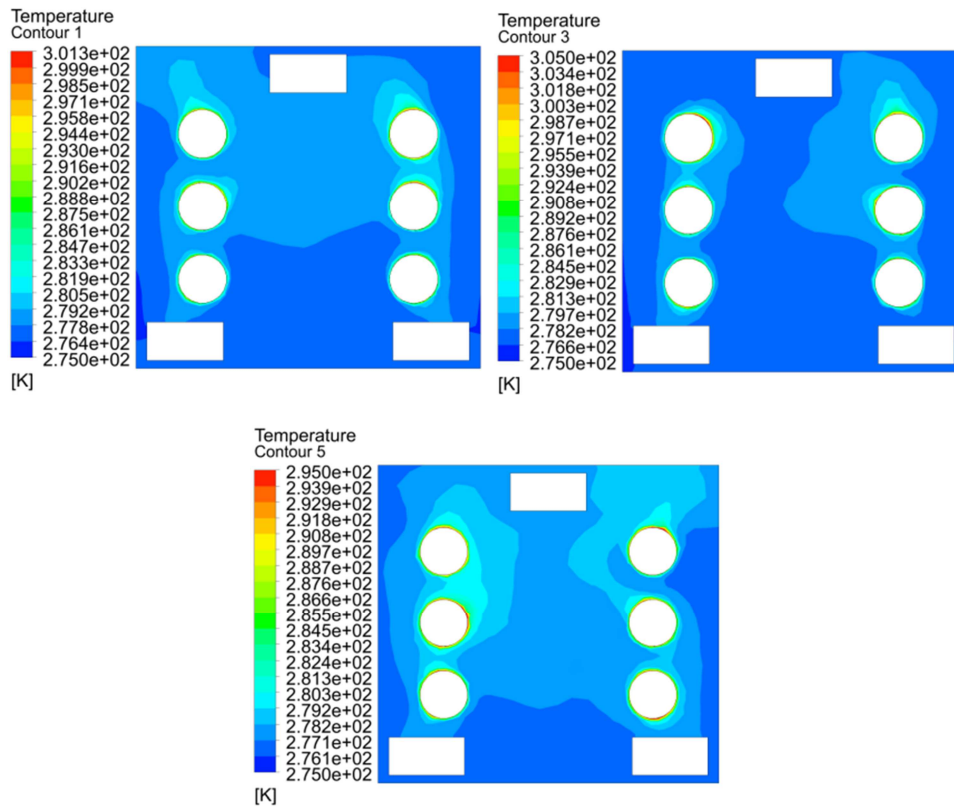 Temperature
Contour 1
3.013e+02
2.999e+02
2.985e+02
2.971e+02
2.958e+02
2.944e+02
2.930e+02
2.916e+02
2.902e+02
2.888e+02
2.875e+02
2.861e+02
2.847e+02
2.833e+02
2.819e+02
2.805e+02
2.792e+02
2.778e+02
2.764e+02
2.750e+02
[K]
Temperature
Contour 3
3.050e+02
3.034e+02
3.018e+02
3.003e+02
2.987e+02
2.971e+02
2.955e+02
2.939e+02
2.924e+02
2.908e+02
2.892e+02
2.876e+02
2.861e+02
2.845e+02
2.829e+02
2.813e+02
2.797e+02
2.782e+02
2.766e+02
2.750e+02
[K]
Temperature
Contour 5
2.950e+02
2.939e+02
2.929e+02
2.918e+02
2.908e+02
2.897e+02
2.887e+02
2.876e+02
2.866e+02
2.855e+02
2.845e+02
2.834e+02
2.824e+02
2.813e+02
2.803e+02
2.792e+02
2.782e+02
2.771e+02
2.761e+02
2.750e+02
[K]